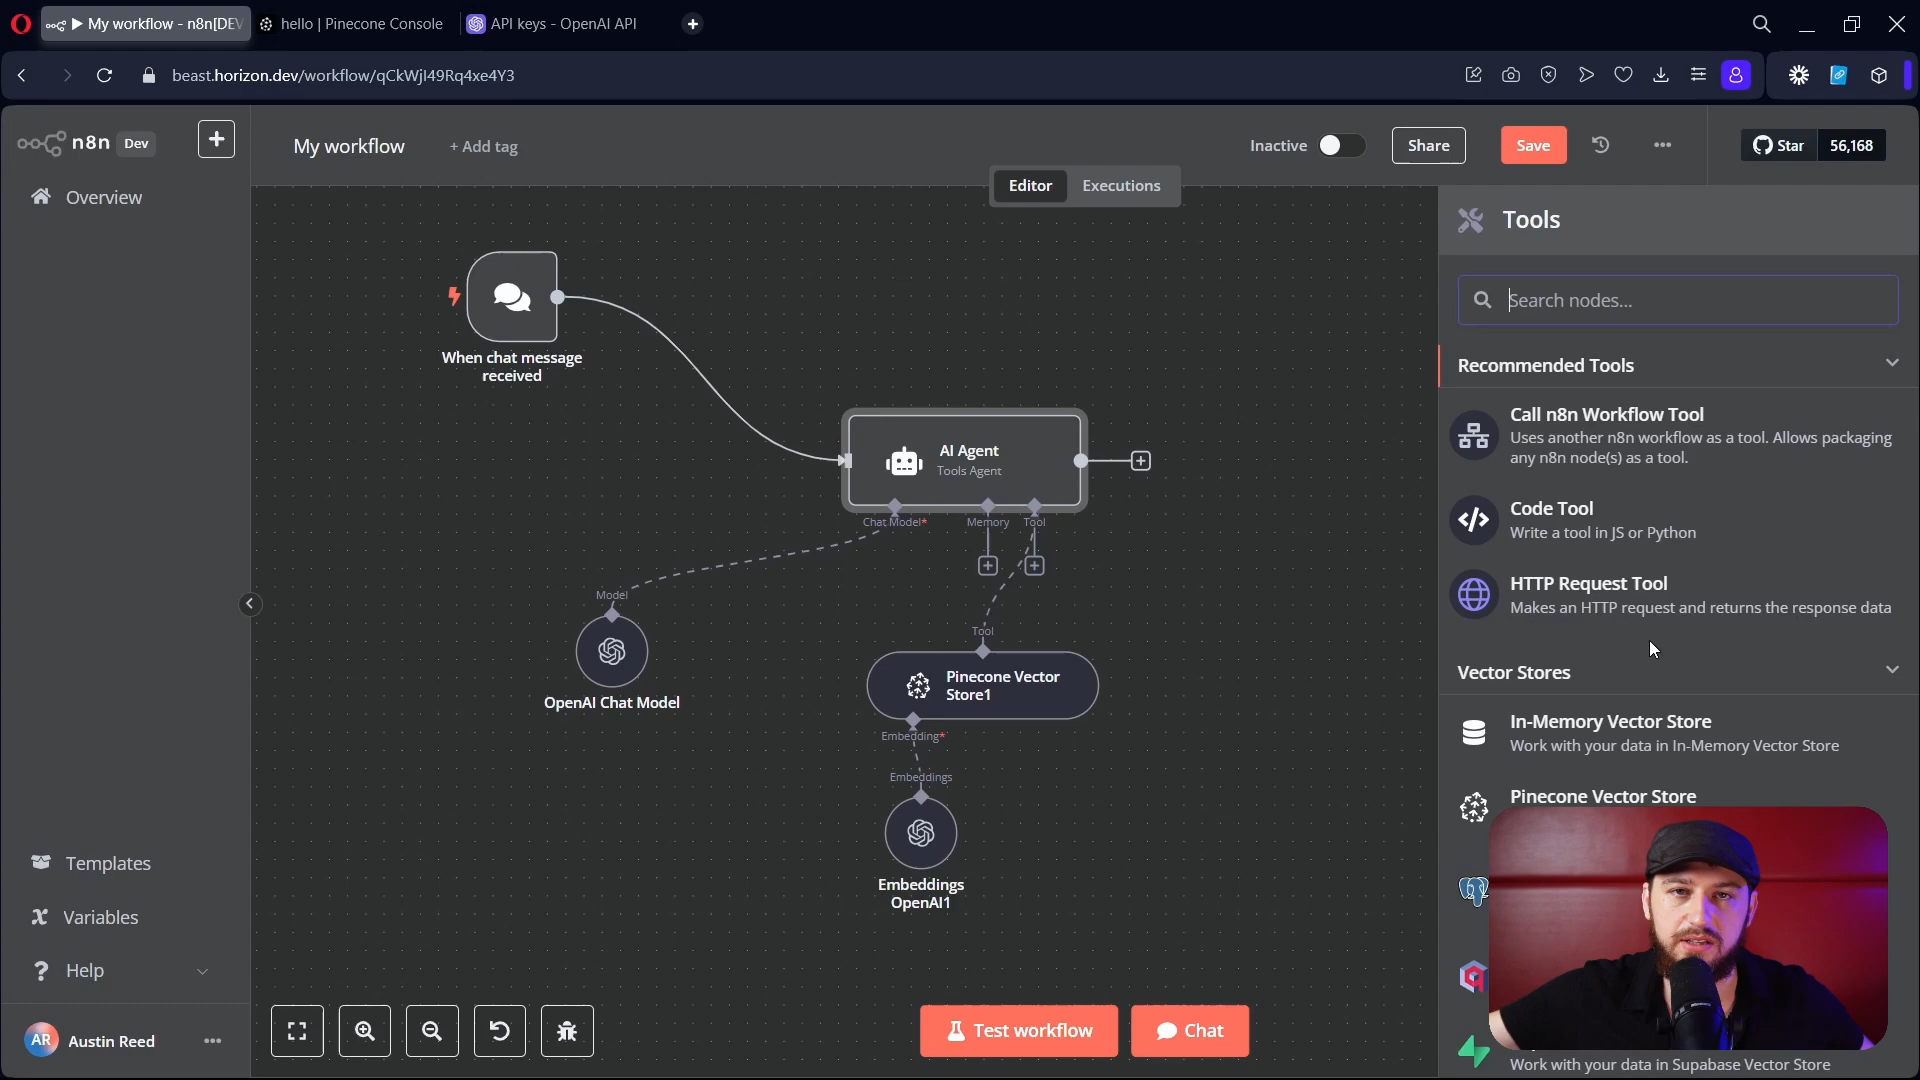 My workflow - n8n[DEV
hello | Pinecone Console
API keys - OpenAI API
beast.horizon.dev/workflow/qCkWjI49Rq4xe4Y3
n8n
Dev
My workflow
+ Add tag
Inactive
Share
Save
Star
56,168
Overview
Editor
Executions
Tools
Search nodes...
When chat message
received
Recommended Tools
Call n8n Workflow Tool
Uses another n8n workflow as a tool. Allows packaging
any n8n node(s) as a tool.
AI Agent
Tools Agent
Chat Model*
Memory
Tool
Code Tool
Write a tool in JS or Python
HTTP Request Tool
Makes an HTTP request and returns the response data
Model
OpenAI Chat Model
Tool
Pinecone Vector
Store1
Embedding*
Embeddings
Embeddings
OpenAI1
Vector Stores
In-Memory Vector Store
Work with your data in In-Memory Vector Store
Pinecone Vector Store
Work with your data in Supabase Vector Store
Templates
Variables
Help
AR
Austin Reed
Test workflow
Chat